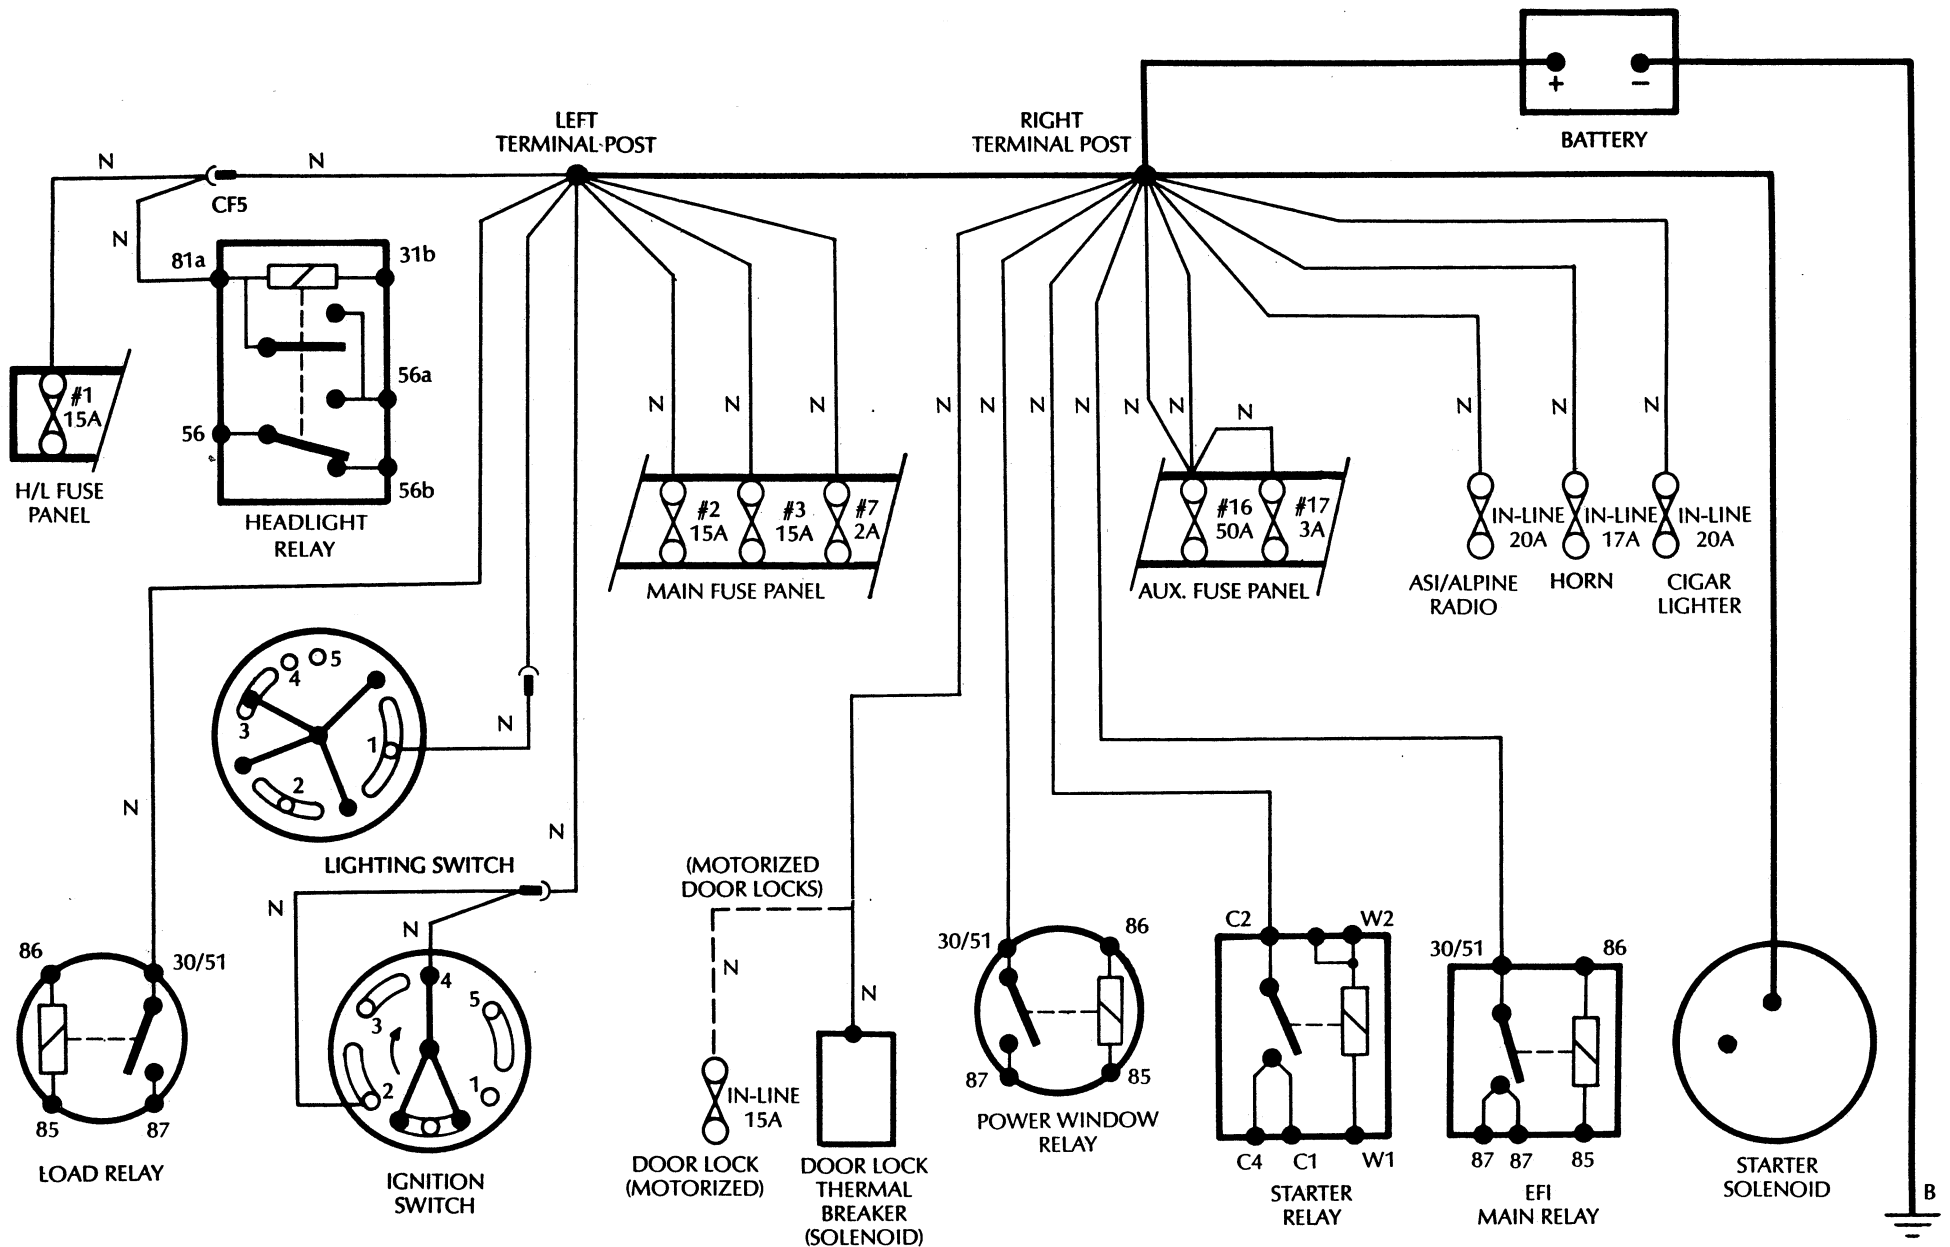 BATTERY
+
−
LEFT
TERMINAL POST
RIGHT
TERMINAL POST
N
N
CF5
N
81a
31b
56a
56
56b
#1
15A
H/L FUSE
PANEL
HEADLIGHT
RELAY
N
N
N
N
N
N
N
N
N
N
N
N
N
#2
15A
#3
15A
#7
2A
MAIN FUSE PANEL
#16
50A
#17
3A
AUX. FUSE PANEL
IN-LINE
20A
IN-LINE
17A
IN-LINE
20A
ASI/ALPINE
RADIO
HORN
CIGAR
LIGHTER
5
4
3
1
2
N
LIGHTING SWITCH
N
N
N
N
4
3
5
2
1
IGNITION
SWITCH
86
30/51
85
87
LOAD RELAY
(MOTORIZED
DOOR LOCKS)
N
N
IN-LINE
15A
DOOR LOCK
(MOTORIZED)
DOOR LOCK
THERMAL
BREAKER
(SOLENOID)
30/51
86
87
85
POWER WINDOW
RELAY
C2
W2
C4
C1
W1
STARTER
RELAY
30/51
86
87
87
85
EFI
MAIN RELAY
STARTER
SOLENOID
B